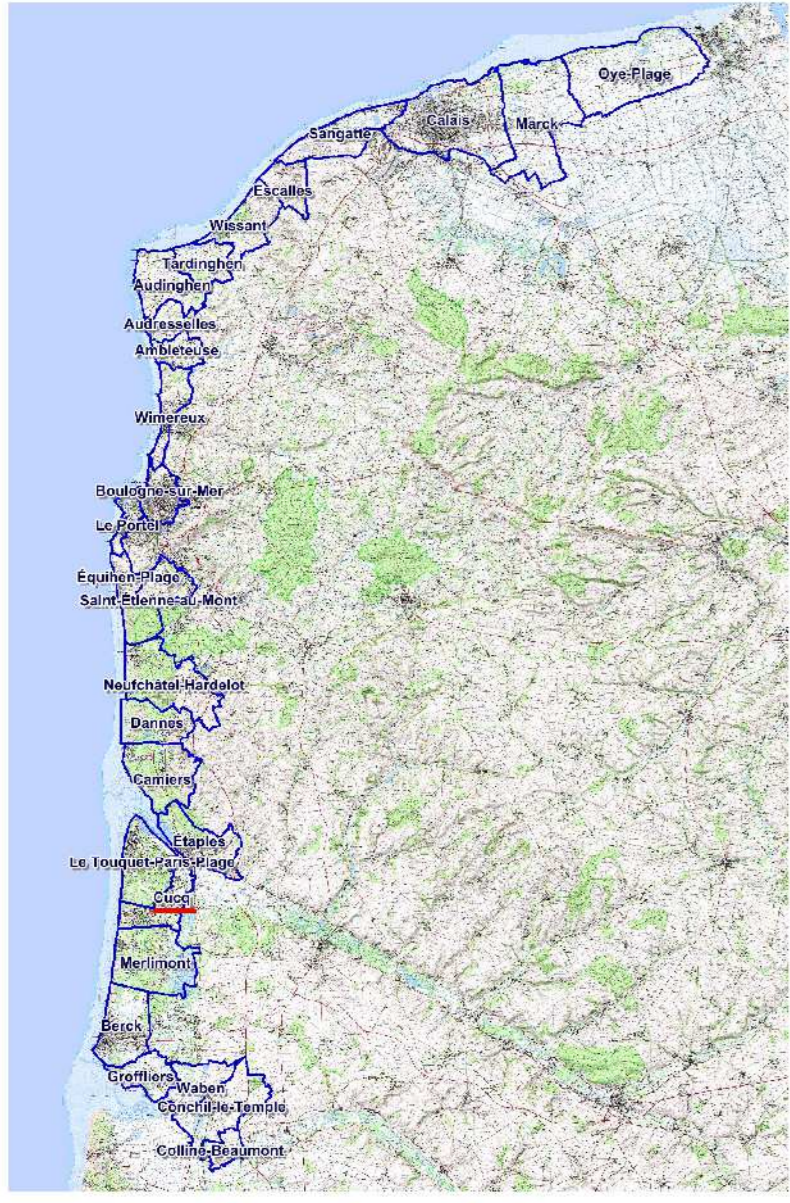 Oye-Plage
Calais
Marck
Sangatte
Escalles
Wissant
Tardinghen
Audinghen
Audresselles
Ambleteuse
Wimereux
Boulogne-sur-Mer
Le Portel
Équihen-Plage
Saint-Étienne-au-Mont
Neufchâtel-Hardelot
Dannes
Camiers
Étaples
Le Touquet-Paris-Plage
Cucq
Merlimont
Berck
Groffliers
Waben
Conchil-le-Temple
Colline-Beaumont